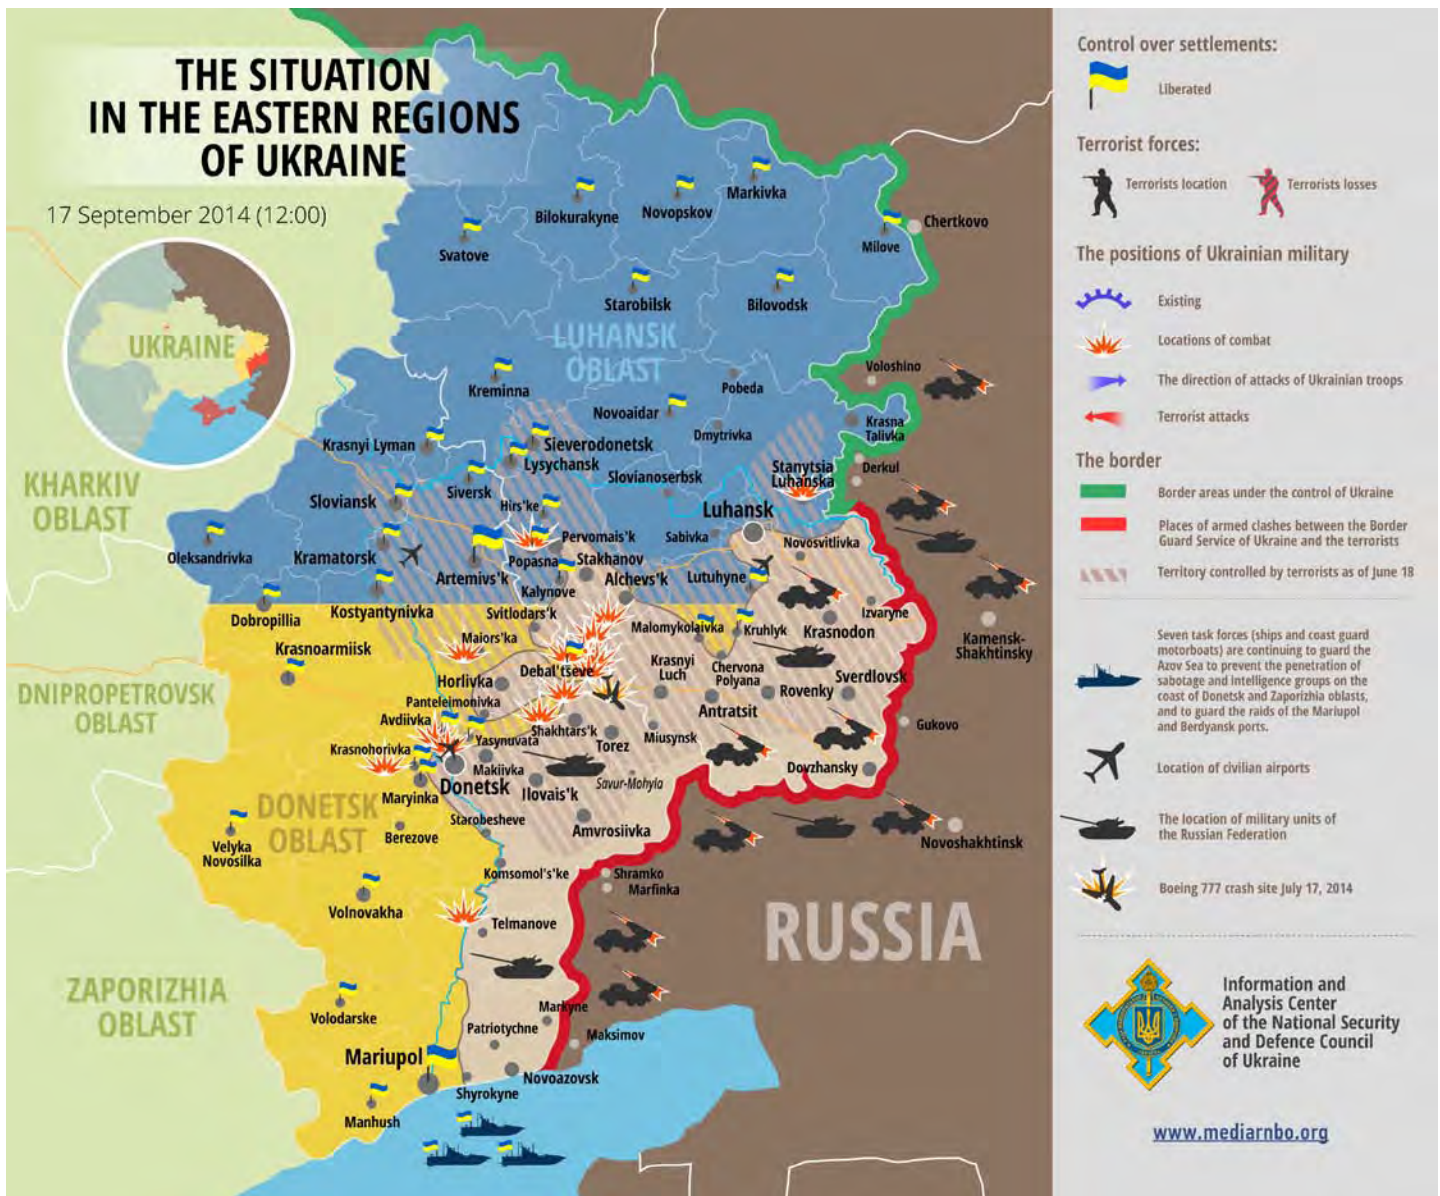 THE SITUATION
IN THE EASTERN REGIONS
OF UKRAINE
17 September 2014 (12:00)
UKRAINE
KHARKIV
OBLAST
DNIPROPETROVSK
OBLAST
ZAPORIZHIA
OBLAST
LUHANSK
OBLAST
DONETSK
OBLAST
RUSSIA
Markivka
Bilokurakyne
Novopskov
Chertkovo
Milove
Svatove
Starobilsk
Bilovodsk
Voloshino
Kreminna
Pobeda
Novoaidar
Krasna
Talivka
Dmytrivka
Krasnyi Lyman
Sieverodonetsk
Lysychansk
Stanytsia
Luhanska
Derkul
Slovianoserbsk
Siversk
Sloviansk
Hirs'ke
Luhansk
Pervomais'k
Sabivka
Novosvitlivka
Oleksandrivka
Kramatorsk
Popasna
Stakhanov
Artemivs'k
Alchevs'k
Lutuhyne
Kalynove
Izvaryne
Dobropillia
Kostyantynivka
Svitlodars'k
Malomykolaivka
Kruhlyk
Krasnodon
Kamensk-
Shakhtinsky
Maiors'ka
Krasnoarmiisk
Debal'tseve
Krasnyi
Luch
Chervona
Polyana
Sverdlovsk
Horlivka
Rovenky
Panteleimonivka
Antratsit
Avdiivka
Gukovo
Shakhtars'k
Miusynsk
Yasynuvata
Torez
Krasnohorivka
Makiivka
Dovzhansky
Donetsk
Savur-Mohyla
Maryinka
Ilovais'k
Starobesheve
Amvrosiivka
Berezove
Velyka
Novosilka
Novoshakhtinsk
Komsomol's'ke
Shramko
Marfinka
Volnovakha
Telmanove
Volodarske
Markyne
Patriotychne
Maksimov
Mariupol
Novoazovsk
Shyrokyne
Manhush
Control over settlements:
Liberated
Terrorist forces:
Terrorists location
Terrorists losses
The positions of Ukrainian military
Existing
Locations of combat
The direction of attacks of Ukrainian troops
Terrorist attacks
The border
Border areas under the control of Ukraine
Places of armed clashes between the Border
Guard Service of Ukraine and the terrorists
Territory controlled by terrorists as of June 18
Seven task forces (ships and coast guard
motorboats) are continuing to guard the
Azov Sea to prevent the penetration of
sabotage and intelligence groups on the
coast of Donetsk and Zaporizhia oblasts,
and to guard the raids of the Mariupol
and Berdyansk ports.
Location of civilian airports
The location of military units of
the Russian Federation
Boeing 777 crash site July 17, 2014
Information and
Analysis Center
of the National Security
and Defence Council
of Ukraine
www.mediarnbo.org